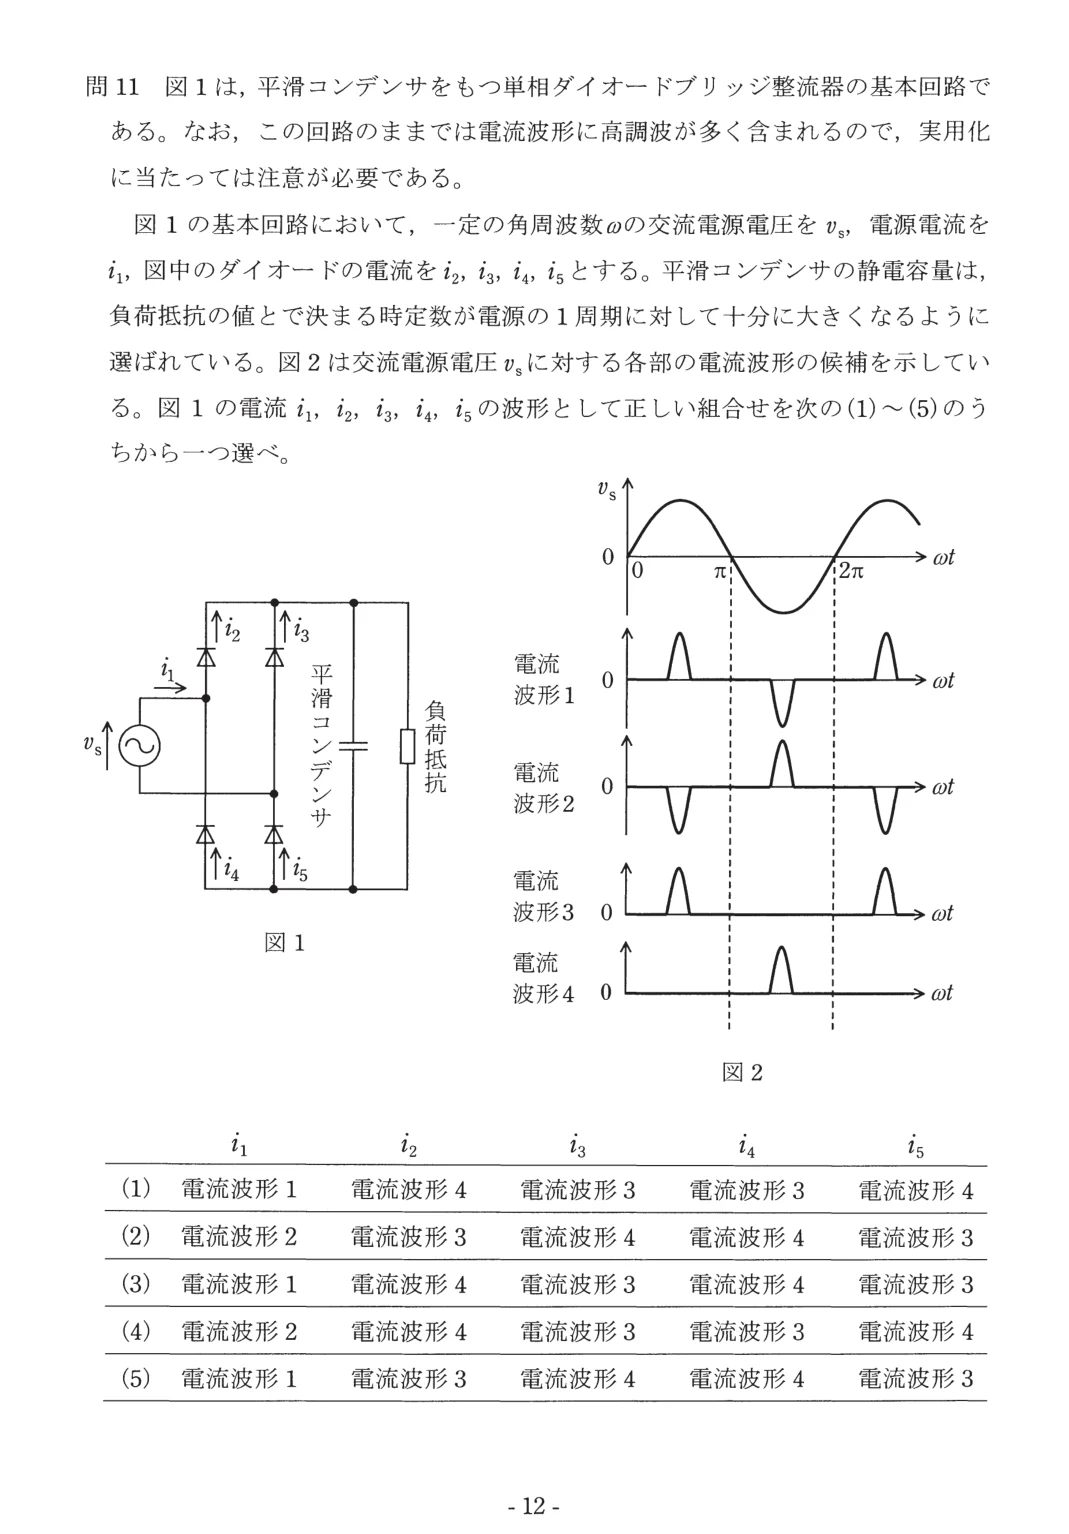 問 11　図 1 は，平滑コンデンサをもつ単相ダイオードブリッジ整流器の基本回路で
ある。なお，この回路のままでは電流波形に高調波が多く含まれるので，実用化
に当たっては注意が必要である。
図 1 の基本回路において，一定の角周波数ωの交流電源電圧を vs，電源電流を
i1，図中のダイオードの電流を i2，i3，i4，i5 とする。平滑コンデンサの静電容量は，
負荷抵抗の値とで決まる時定数が電源の 1 周期に対して十分に大きくなるように
選ばれている。図 2 は交流電源電圧 vs に対する各部の電流波形の候補を示してい
る。図 1 の電流 i1，i2，i3，i4，i5 の波形として正しい組合せを次の(1)～(5)のう
ちから一つ選べ。
i2
i3
i1
vs
平滑コンデンサ
負荷抵抗
i4
i5
図 1
vs
0
0
π
2π
ωt
電流
波形 1
0
ωt
電流
波形 2
0
ωt
電流
波形 3
0
ωt
電流
波形 4
0
ωt
図 2
i1 i2 i3 i4 i5
(1) 電流波形 1 電流波形 4 電流波形 3 電流波形 3 電流波形 4
(2) 電流波形 2 電流波形 3 電流波形 4 電流波形 4 電流波形 3
(3) 電流波形 1 電流波形 4 電流波形 3 電流波形 4 電流波形 3
(4) 電流波形 2 電流波形 4 電流波形 3 電流波形 3 電流波形 4
(5) 電流波形 1 電流波形 3 電流波形 4 電流波形 4 電流波形 3
- 12 -